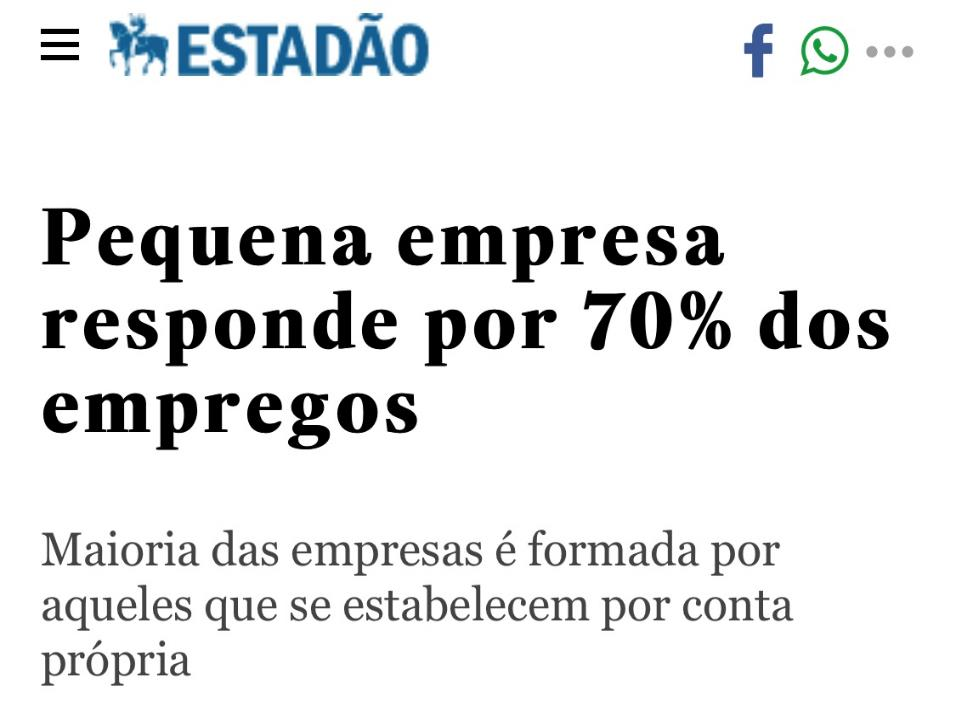 ESTADÃO
Pequena empresa
responde por 70% dos
empregos
Maioria das empresas é formada por
aqueles que se estabelecem por conta
própria